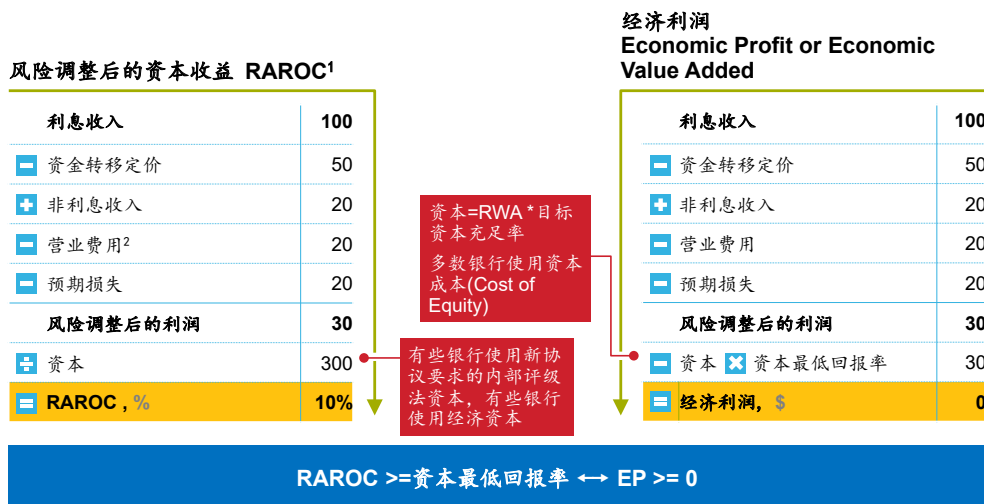 风险调整后的资本收益 RAROC¹
利息收入 100
资金转移定价 50
非利息收入 20
营业费用² 20
预期损失 20
风险调整后的利润 30
资本 300
RAROC , % 10%
资本=RWA *目标
资本充足率
多数银行使用资本
成本(Cost of
Equity)
有些银行使用新协
议要求的内部评级
法资本，有些银行
使用经济资本
经济利润
Economic Profit or Economic
Value Added
利息收入 100
资金转移定价 50
非利息收入 20
营业费用 20
预期损失 20
风险调整后的利润 30
资本 × 资本最低回报率 30
经济利润, $ 0
RAROC >=资本最低回报率 ↔ EP >= 0